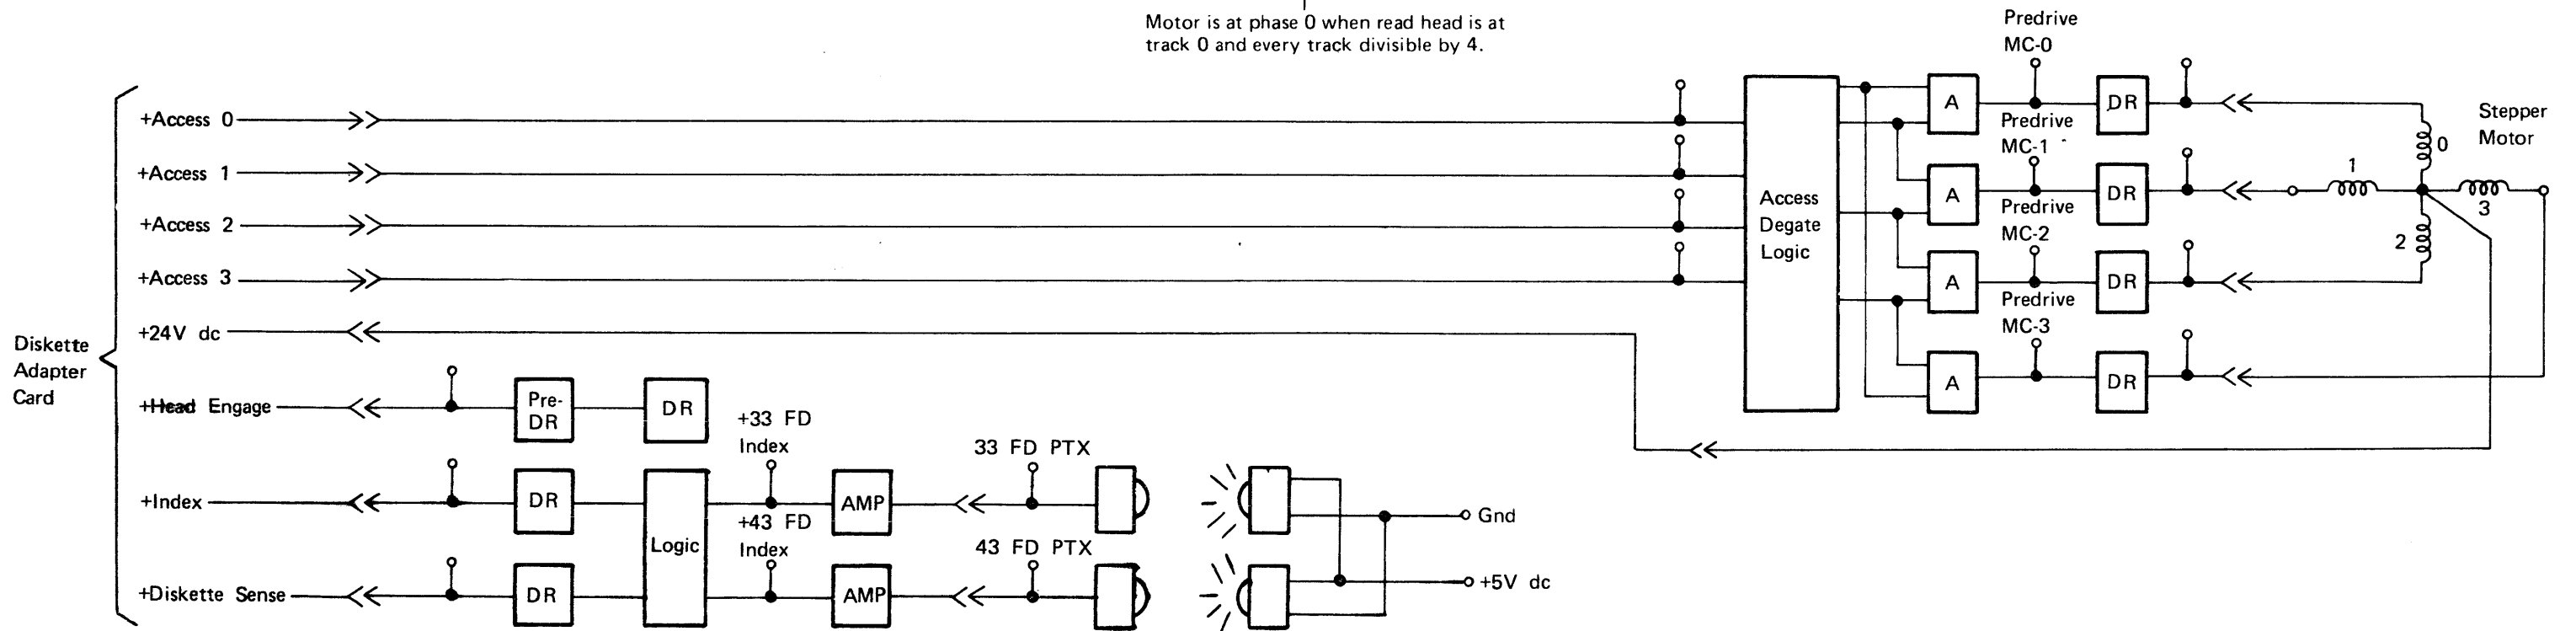 Motor is at phase 0 when read head is at
track 0 and every track divisible by 4.
Predrive
MC-0
+Access 0
+Access 1
+Access 2
+Access 3
+24V dc
Diskette
Adapter
Card
+Head Engage
+Index
+Diskette Sense
Pre-
DR
DR
DR
DR
Logic
+33 FD
Index
+43 FD
Index
AMP
AMP
33 FD PTX
43 FD PTX
Gnd
+5V dc
Access
Degate
Logic
A
A
A
A
Predrive
MC-1
Predrive
MC-2
Predrive
MC-3
DR
DR
DR
DR
0
1
2
3
Stepper
Motor